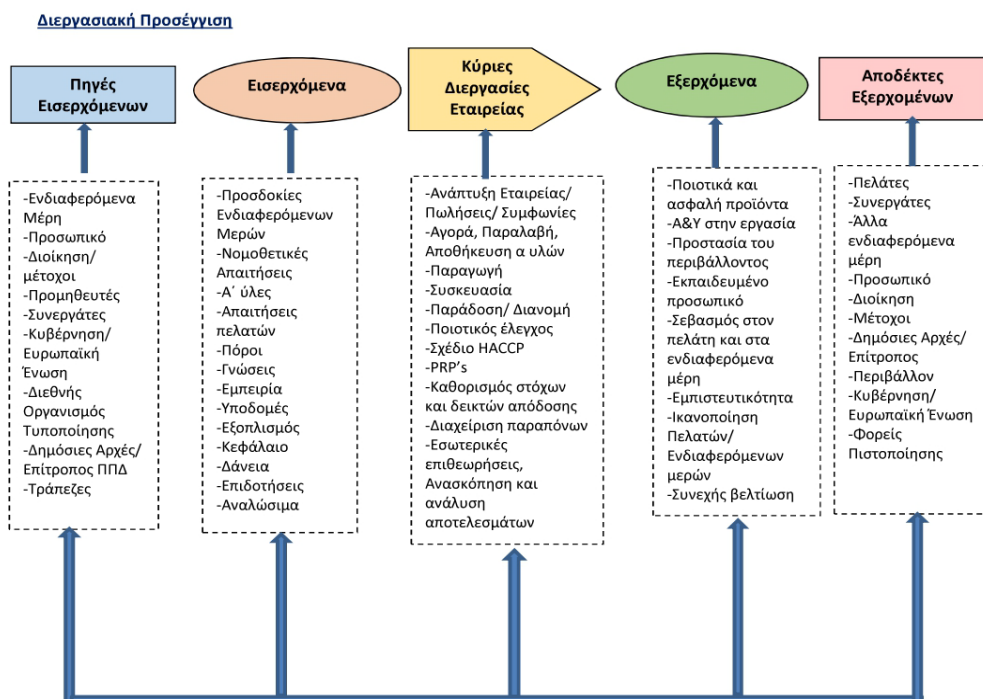 Διεργασιακή Προσέγγιση
Πηγές
Εισερχόμενων
Εισερχόμενα
Κύριες
Διεργασίες
Εταιρείας
Εξερχόμενα
Αποδέκτες
Εξερχομένων
-Ενδιαφερόμενα
Μέρη
-Προσωπικό
-Διοίκηση/
μέτοχοι
-Προμηθευτές
-Συνεργάτες
-Κυβέρνηση/
Ευρωπαϊκή
Ένωση
-Διεθνής
Οργανισμός
Τυποποίησης
-Δημόσιες Αρχές/
Επίτροπος ΠΠΔ
-Τράπεζες
-Προσδοκίες
Ενδιαφερόμενων
Μερών
-Νομοθετικές
Απαιτήσεις
-Α΄ ύλες
-Απαιτήσεις
πελατών
-Πόροι
-Γνώσεις
-Εμπειρία
-Υποδομές
-Εξοπλισμός
-Κεφάλαιο
-Δάνεια
-Επιδοτήσεις
-Αναλώσιμα
-Ανάπτυξη Εταιρείας/
Πωλήσεις/ Συμφωνίες
-Αγορά, Παραλαβή,
Αποθήκευση α υλών
-Παραγωγή
-Συσκευασία
-Παράδοση/ Διανομή
-Ποιοτικός έλεγχος
-Σχέδιο HACCP
-PRP’s
-Καθορισμός στόχων
και δεικτών απόδοσης
-Διαχείριση παραπόνων
-Εσωτερικές
επιθεωρήσεις,
Ανασκόπηση και
ανάλυση
αποτελεσμάτων
-Ποιοτικά και
ασφαλή προϊόντα
-Α&Υ στην εργασία
-Προστασία του
περιβάλλοντος
-Εκπαιδευμένο
προσωπικό
-Σεβασμός στον
πελάτη και στα
ενδιαφερόμενα
μέρη
-Εμπιστευτικότητα
-Ικανοποίηση
Πελατών/
Ενδιαφερόμενων
μερών
-Συνεχής βελτίωση
-Πελάτες
-Συνεργάτες
-Άλλα
ενδιαφερόμενα
μέρη
-Προσωπικό
-Διοίκηση
-Μέτοχοι
-Δημόσιες Αρχές/
Επίτροπος
-Περιβάλλον
-Κυβέρνηση/
Ευρωπαϊκή Ένωση
-Φορείς
Πιστοποίησης